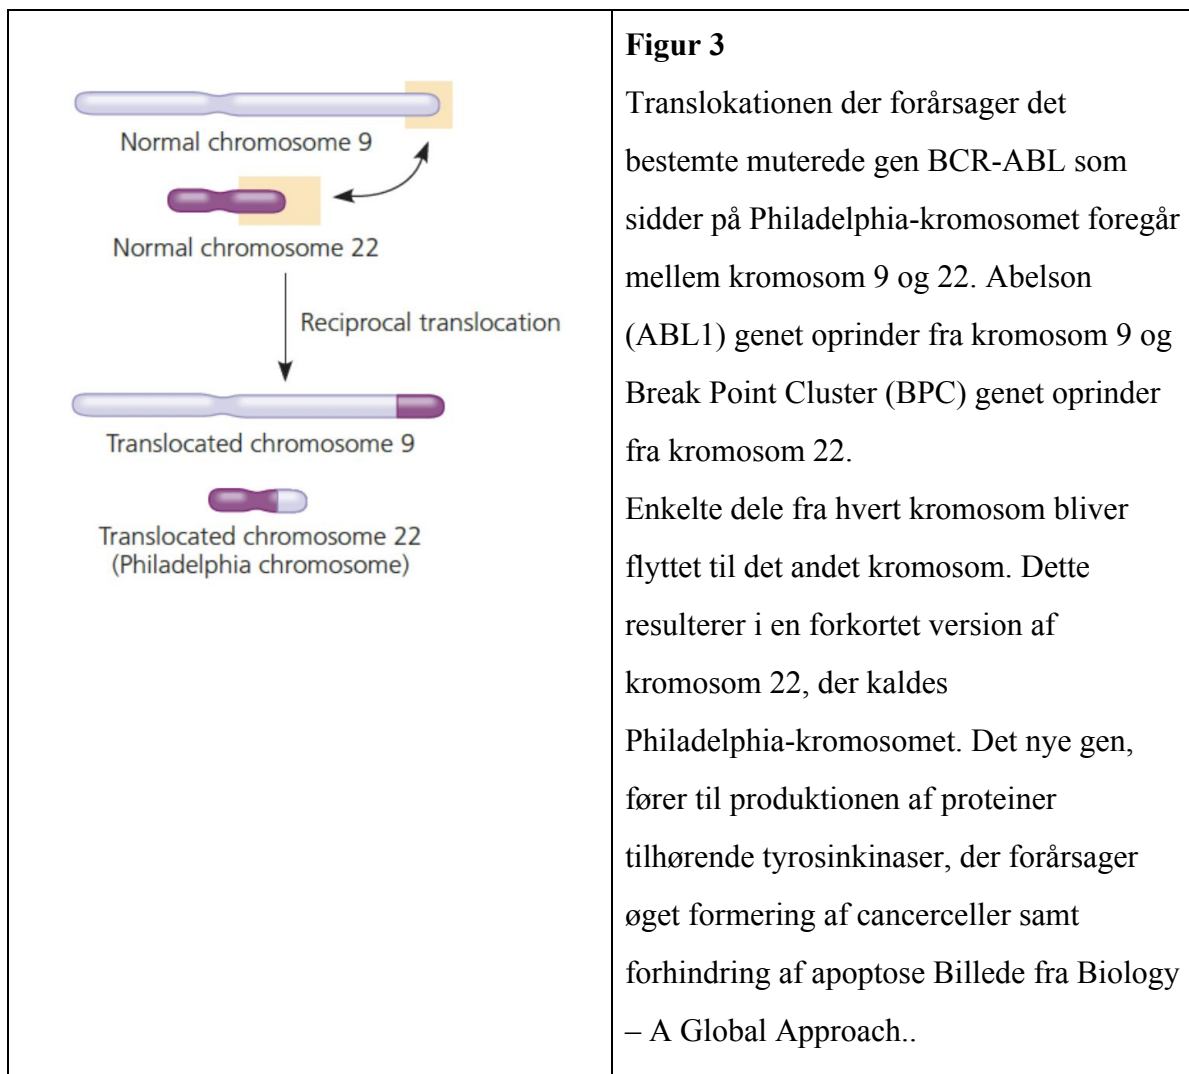 Normal chromosome 9
Normal chromosome 22
Reciprocal translocation
Translocated chromosome 9
Translocated chromosome 22
(Philadelphia chromosome)
Figur 3
Translokationen der forårsager det
bestemte muterede gen BCR-ABL som
sidder på Philadelphia-kromosomet foregår
mellem kromosom 9 og 22. Abelson
(ABL1) genet oprinder fra kromosom 9 og
Break Point Cluster (BPC) genet oprinder
fra kromosom 22.
Enkelte dele fra hvert kromosom bliver
flyttet til det andet kromosom. Dette
resulterer i en forkortet version af
kromosom 22, der kaldes
Philadelphia-kromosomet. Det nye gen,
fører til produktionen af proteiner
tilhørende tyrosinkinaser, der forårsager
øget formering af cancerceller samt
forhindring af apoptose Billede fra Biology
– A Global Approach..